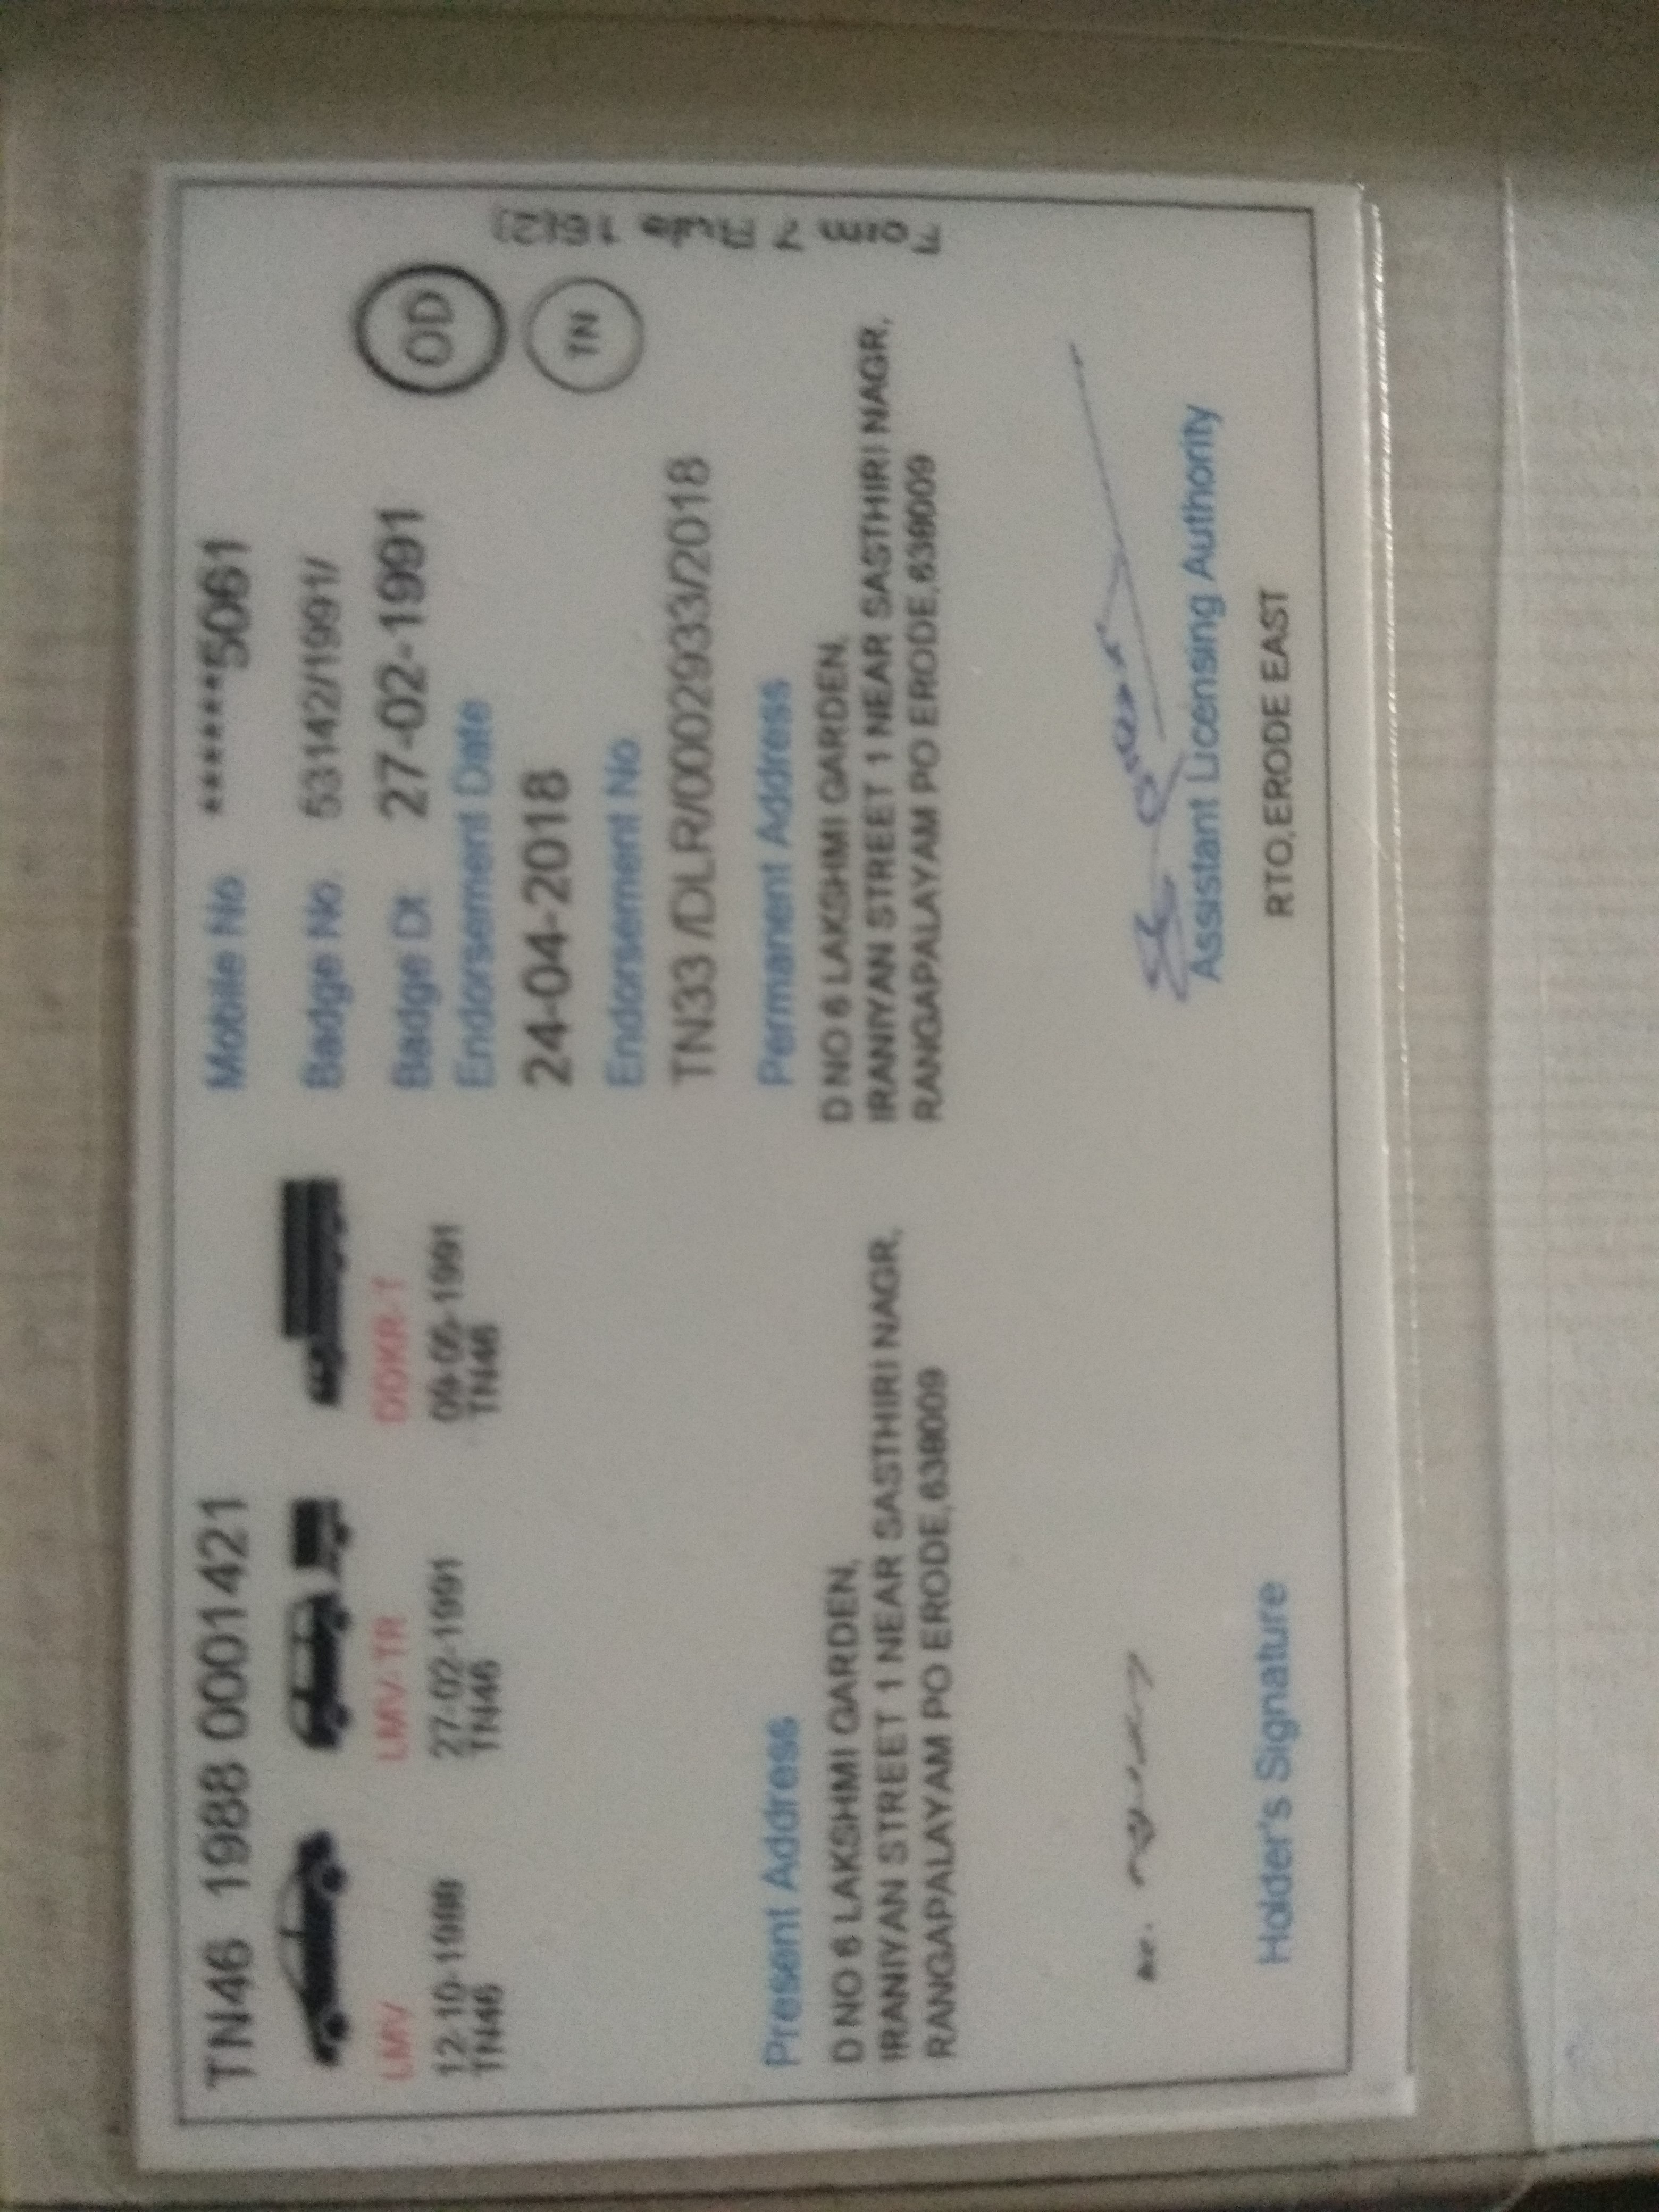 TN46 1988 0001421
LMV
12-10-1988
TN46
LMV-TR
27-02-1991
TN46
09-05-1991
TN46
Mobile No ******5061
Badge No 53142/1991/
Badge Dt 27-02-1991
Endorsement Date
24-04-2018
Endorsement No
TN33 /DLR/0002933/2018
OD
TN
Form 7 Rule 16(2)
Present Address
D NO 6 LAKSHMI GARDEN,
IRANIYAN STREET 1 NEAR SASTHIRI NAGR,
RANGAPALAYAM PO ERODE,638009
Permanent Address
D NO 6 LAKSHMI GARDEN,
IRANIYAN STREET 1 NEAR SASTHIRI NAGR,
RANGAPALAYAM PO ERODE,638009
Holder's Signature
Assistant Licensing Authority
RTO,ERODE EAST